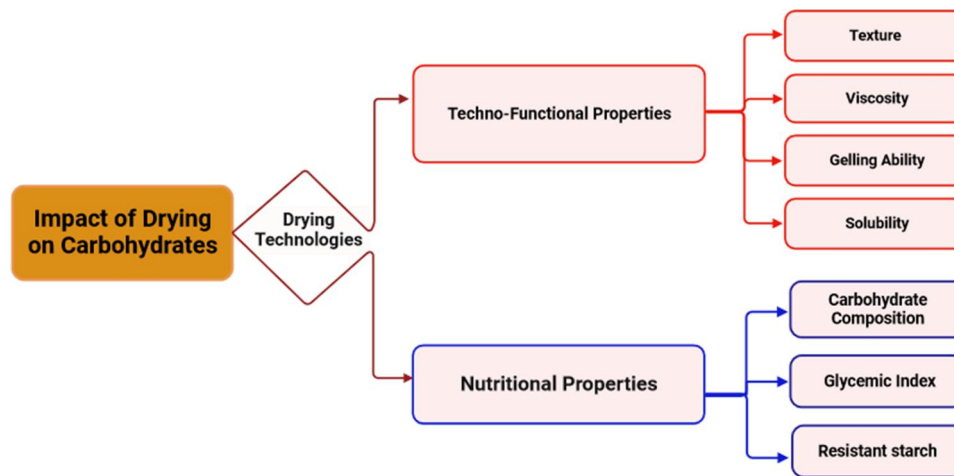 Impact of Drying
on Carbohydrates
Drying
Technologies
Techno-Functional Properties
Texture
Viscosity
Gelling Ability
Solubility
Nutritional Properties
Carbohydrate
Composition
Glycemic Index
Resistant starch